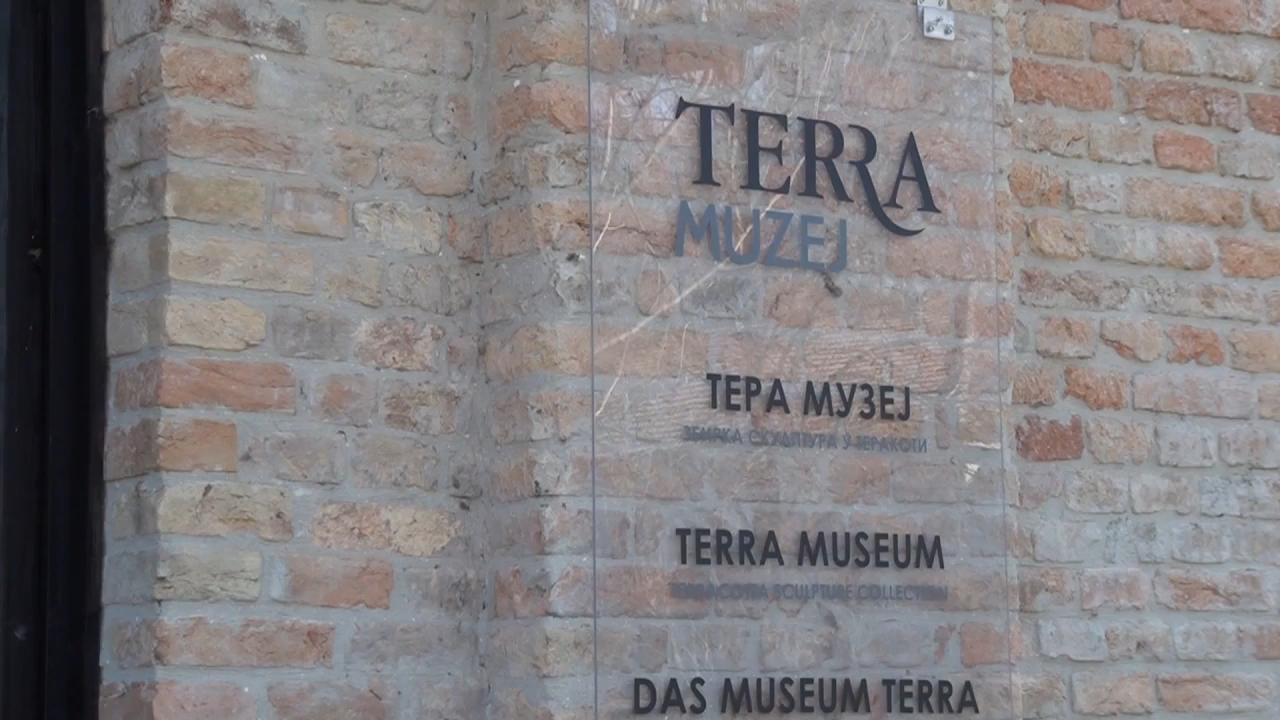 TERRA
MUZEJ
ТЕРА МУЗЕЈ
ЗБИРКА СКУЛПТУРА У ТЕРАКОТИ
TERRA MUSEUM
TERRACOTTA SCULPTURE COLLECTION
DAS MUSEUM TERRA